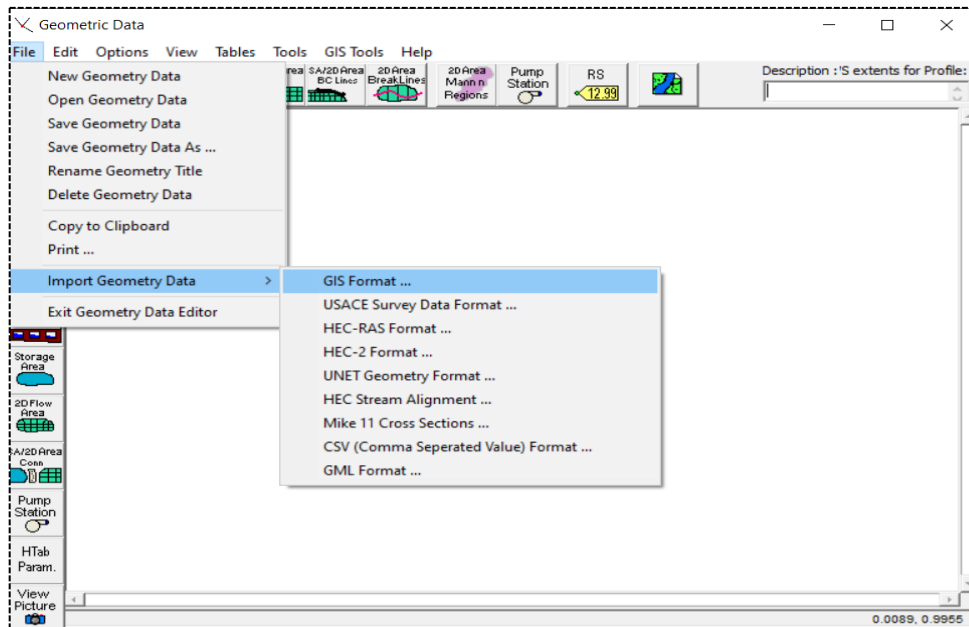 Geometric Data
File Edit Options View Tables Tools GIS Tools Help
New Geometry Data
Open Geometry Data
Save Geometry Data
Save Geometry Data As ...
Rename Geometry Title
Delete Geometry Data
Copy to Clipboard
Print ...
Import Geometry Data >
Exit Geometry Data Editor
GIS Format ...
USACE Survey Data Format ...
HEC-RAS Format ...
HEC-2 Format ...
UNET Geometry Format ...
HEC Stream Alignment ...
Mike 11 Cross Sections ...
CSV (Comma Seperated Value) Format ...
GML Format ...
rea
SA/2D Area
BC Lines
2D Area
BreakLines
2D Area
Mann n
Regions
Pump
Station
RS
12.99
Description :'S extents for Profile:
Storage
Area
2D Flow
Area
SA/2D Area
Conn
Pump
Station
HTab
Param.
View
Picture
0.0089, 0.9955